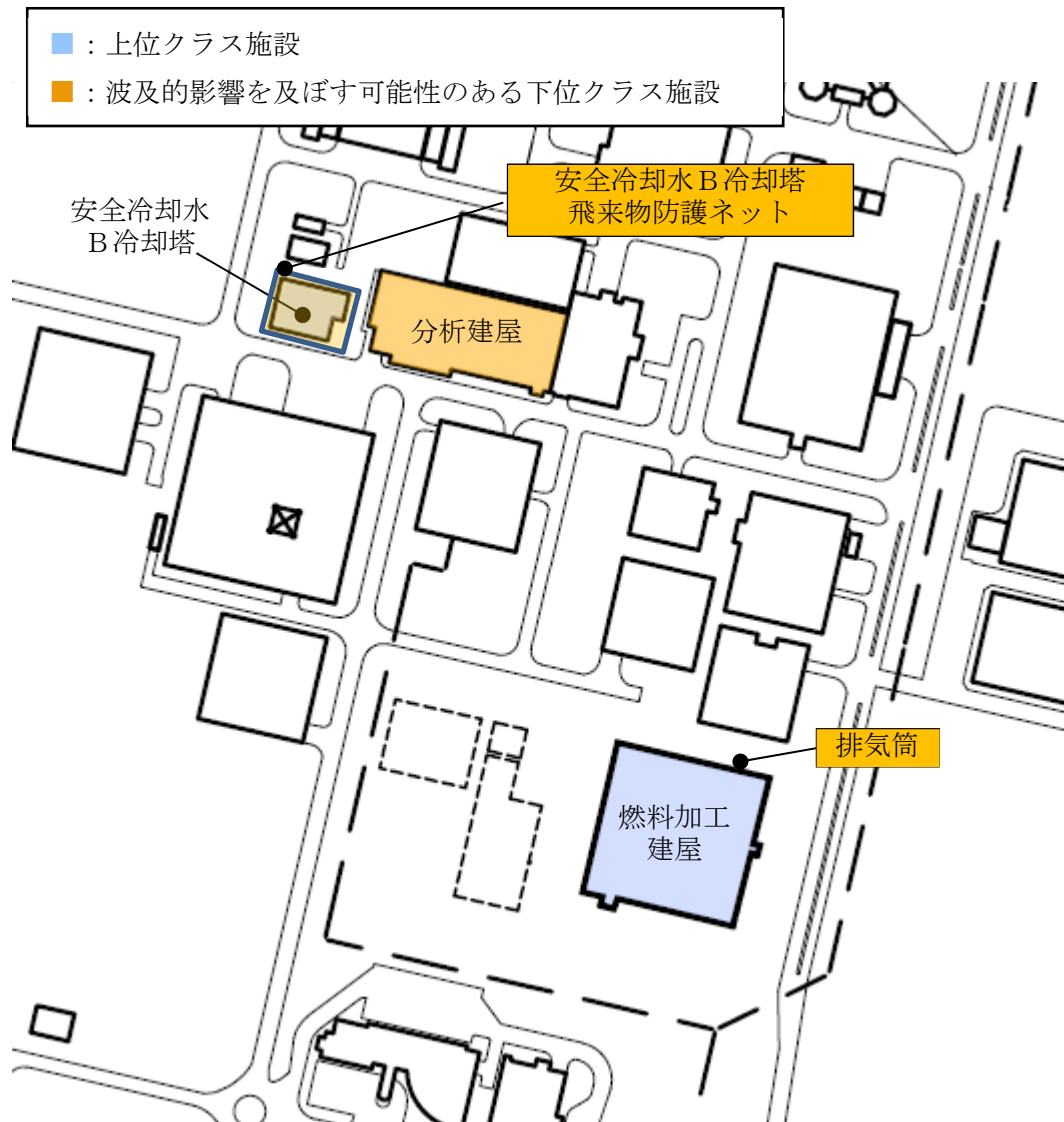 ■：上位クラス施設
■：波及的影響を及ぼす可能性のある下位クラス施設
安全冷却水Ｂ冷却塔
飛来物防護ネット
安全冷却水
Ｂ冷却塔
分析建屋
排気筒
燃料加工
建屋